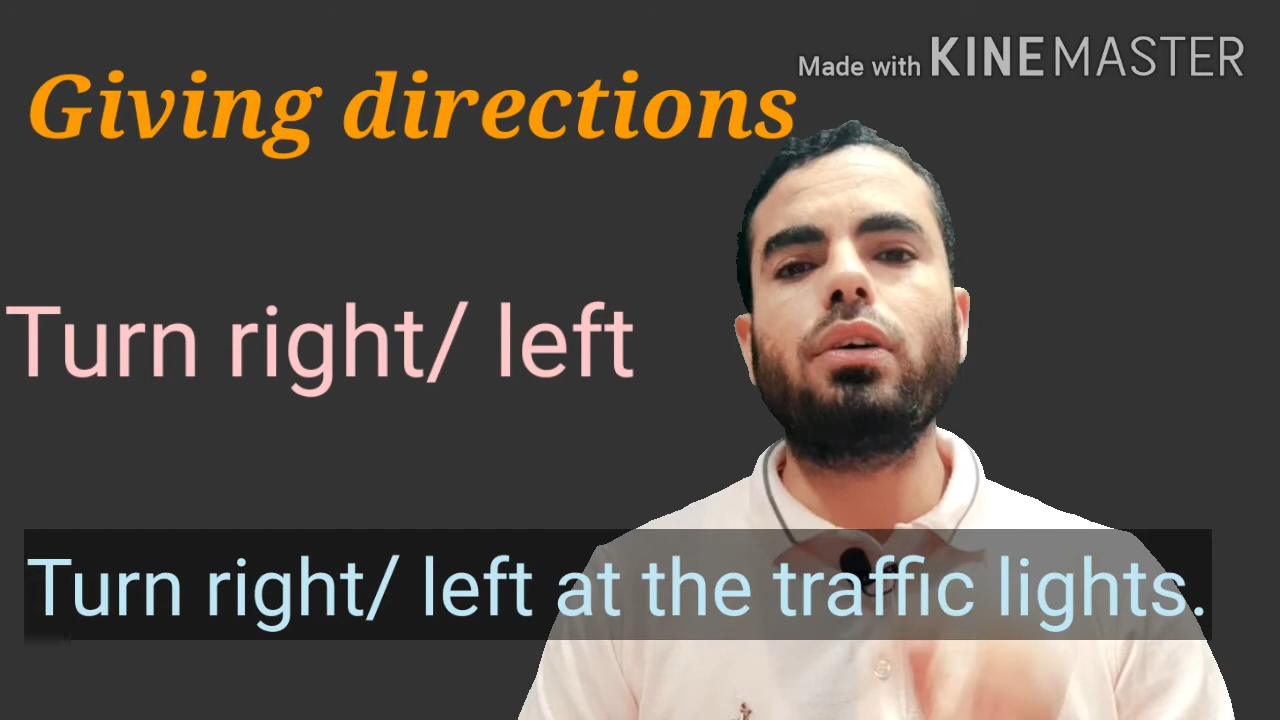 Made with KINEMASTER
Giving directions
Turn right/ left
Turn right/ left at the traffic lights.